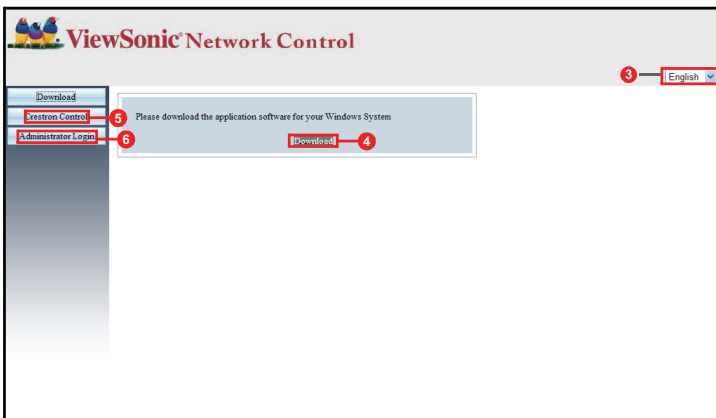 ViewSonic® Network Control
3
English
Download
Crestron Control
5
Administrator Login
6
Please download the application software for your Windows System
Download
4